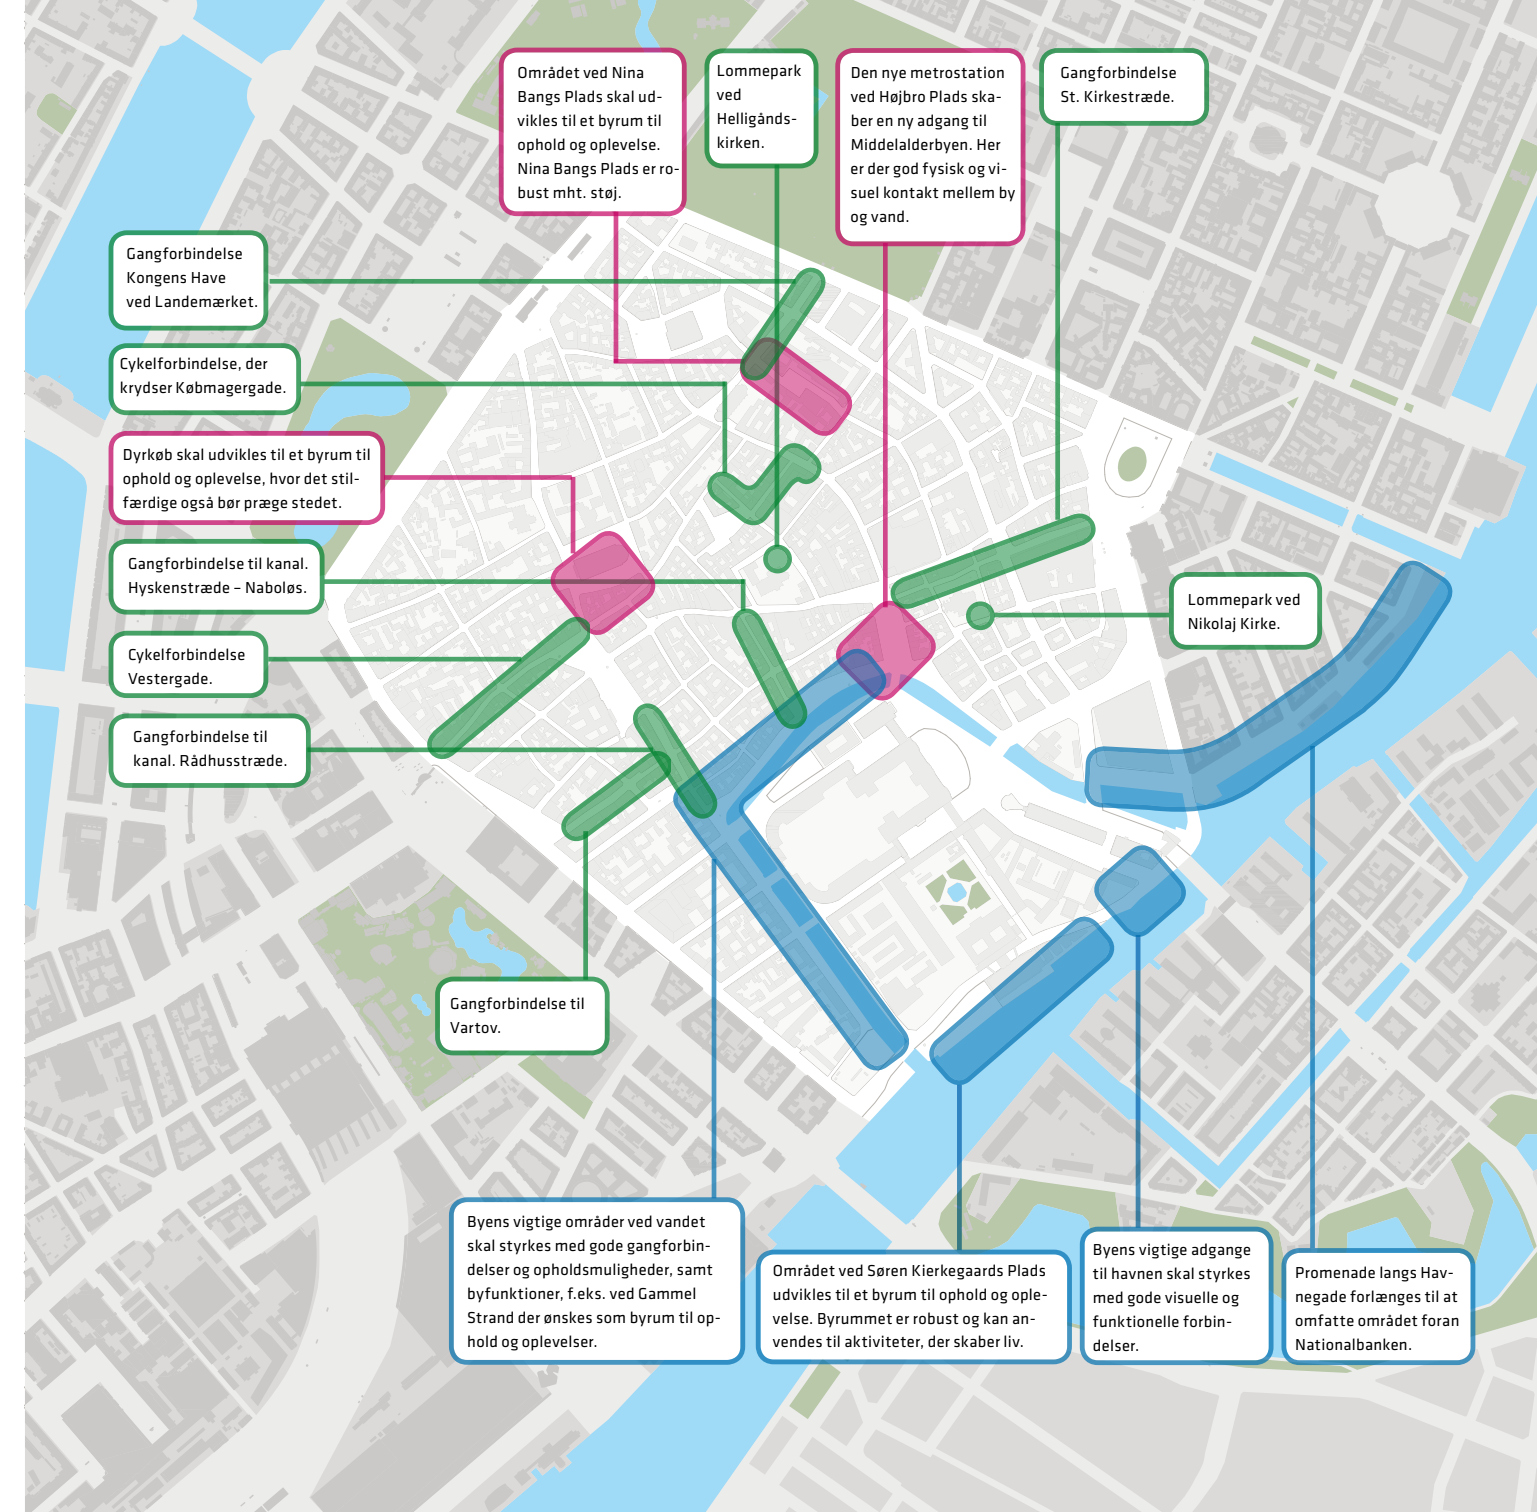 Området ved Nina
Bangs Plads skal ud-
vikles til et byrum til
ophold og oplevelse.
Nina Bangs Plads er ro-
bust mht. støj.
Lommepark
ved
Helligånds-
kirken.
Den nye metrostation
ved Højbro Plads ska-
ber en ny adgang til
Middelalderbyen. Her
er der god fysisk og vi-
suel kontakt mellem by
og vand.
Gangforbindelse
St. Kirkestræde.
Gangforbindelse
Kongens Have
ved Landemærket.
Cykelforbindelse, der
krydser Købmagergade.
Dyrkøb skal udvikles til et byrum til
ophold og oplevelse, hvor det stil-
færdige også bør præge stedet.
Gangforbindelse til kanal.
Hyskenstræde – Naboløs.
Lommepark ved
Nikolaj Kirke.
Cykelforbindelse
Vestergade.
Gangforbindelse til
kanal. Rådhusstræde.
Gangforbindelse til
Vartov.
Byens vigtige områder ved vandet
skal styrkes med gode gangforbin-
delser og opholdsmuligheder, samt
byfunktioner, f.eks. ved Gammel
Strand der ønskes som byrum til op-
hold og oplevelser.
Området ved Søren Kierkegaards Plads
udvikles til et byrum til ophold og ople-
velse. Byrummet er robust og kan an-
vendes til aktiviteter, der skaber liv.
Byens vigtige adgange
til havnen skal styrkes
med gode visuelle og
funktionelle forbin-
delser.
Promenade langs Hav-
negade forlænges til at
omfatte området foran
Nationalbanken.